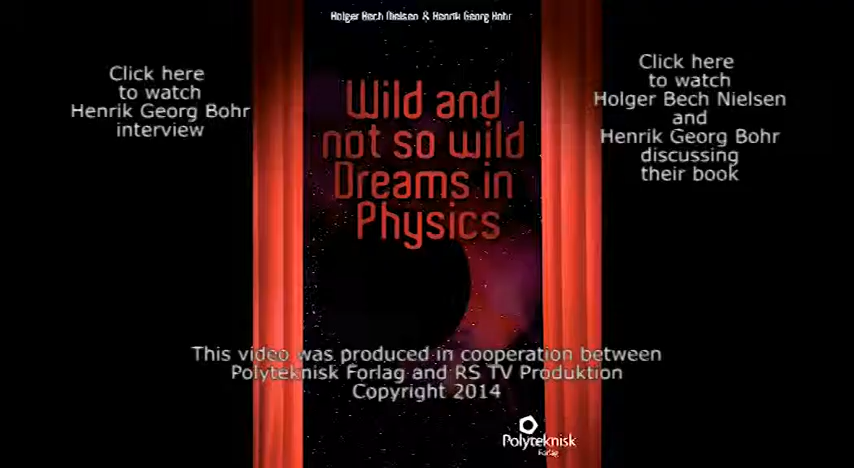 Holger Bech Nielsen & Henrik Georg Bohr
Click here
to watch
Henrik Georg Bohr
interview
Wild and
not so wild
Dreams in
Physics
Click here
to watch
Holger Bech Nielsen
and
Henrik Georg Bohr
discussing
their book
This video was produced in cooperation between
Polyteknisk Forlag and RS TV Produktion
Copyright 2014
Polyteknisk
Forlag